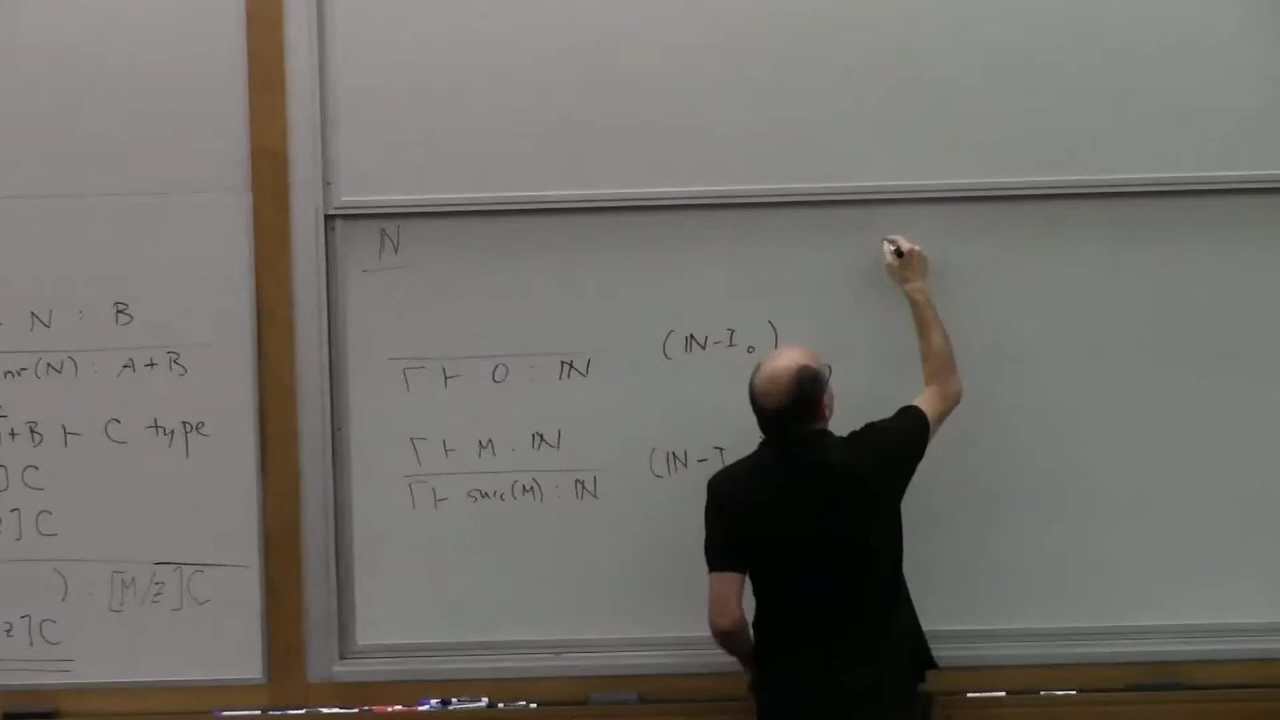 N : B
nr(N) : A+B
+B ⊢ C type
]C
]C
) : [M/z]C
z]C
ℕ
(ℕ-I₀)
Γ ⊢ 0 : ℕ
Γ ⊢ M : ℕ
(ℕ-I
Γ ⊢ succ(M) : ℕ